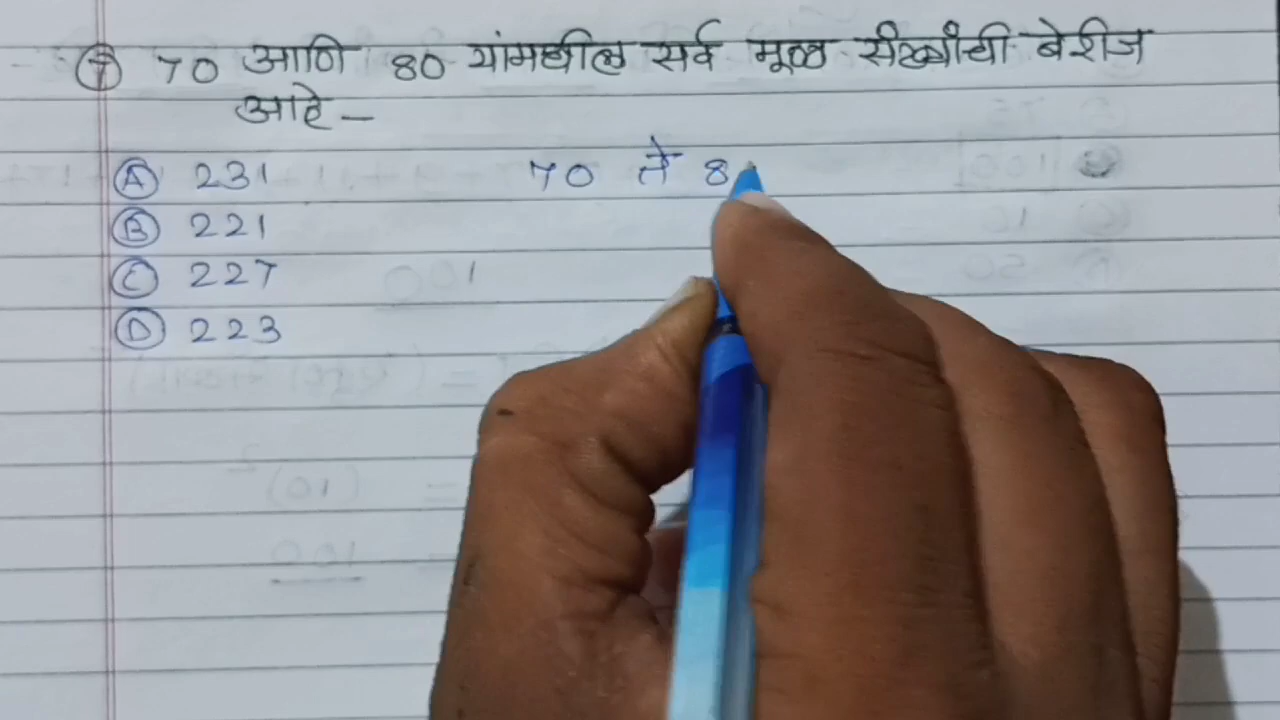 7 70 आणि 80 यांमधील सर्व मूळ संख्यांची बेरीज
आहे –
A 231 70 ते 8
B 221
C 227
D 223